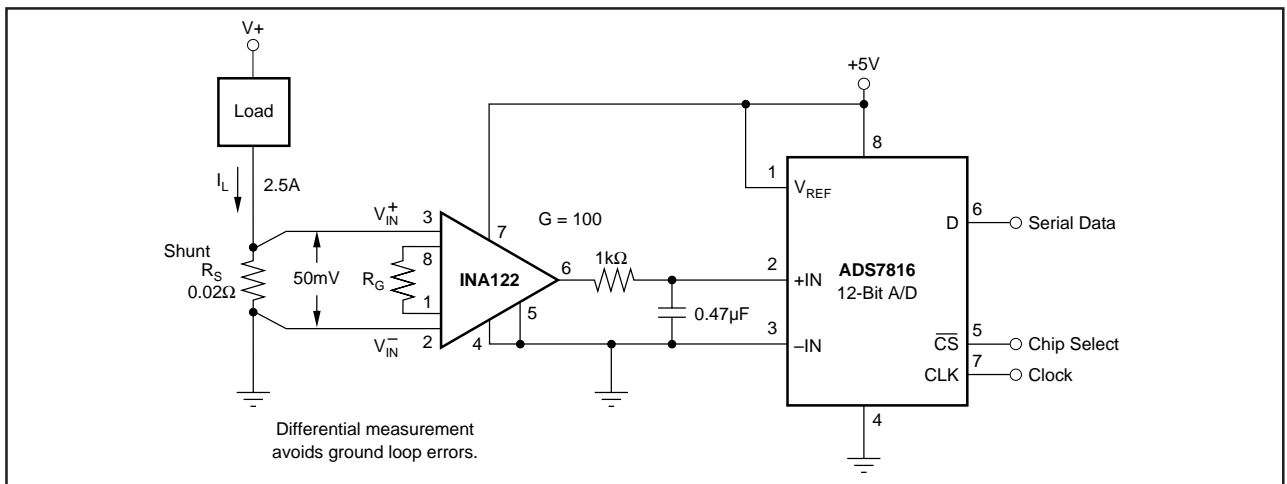 V+
Load
I_L
2.5A
Shunt
R_S
0.02Ω
50mV
V_IN^+
V_IN^–
R_G
3
8
1
2
INA122
7
6
5
4
G = 100
1kΩ
0.47µF
+5V
8
1
V_REF
2
+IN
3
–IN
ADS7816
12-Bit A/D
D
6
Serial Data
C̅S̅
5
Chip Select
CLK
7
Clock
4
Differential measurement
avoids ground loop errors.